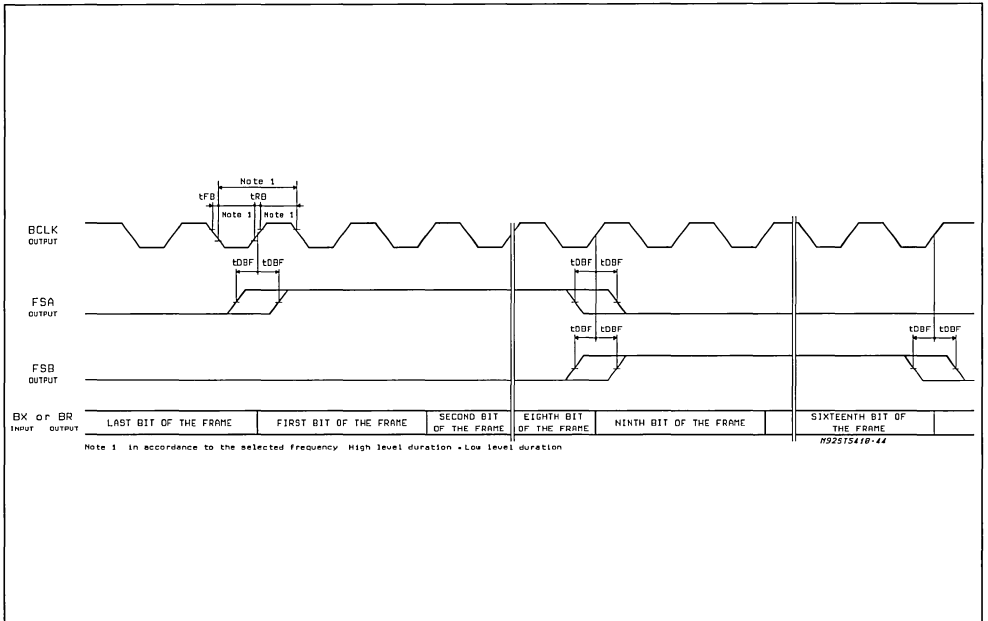 Note 1
tFB tRB
Note 1 Note 1
BCLK
OUTPUT
tDBF tDBF tDBF tDBF
FSA
OUTPUT
tDBF tDBF tDBF tDBF
FSB
OUTPUT
BX or BR
INPUT OUTPUT
LAST BIT OF THE FRAME
FIRST BIT OF THE FRAME
SECOND BIT
OF THE FRAME
EIGHTH BIT
OF THE FRAME
NINTH BIT OF THE FRAME
SIXTEENTH BIT OF
THE FRAME
M92ST5410-44
Note 1 in accordance to the selected frequency High level duration = Low level duration